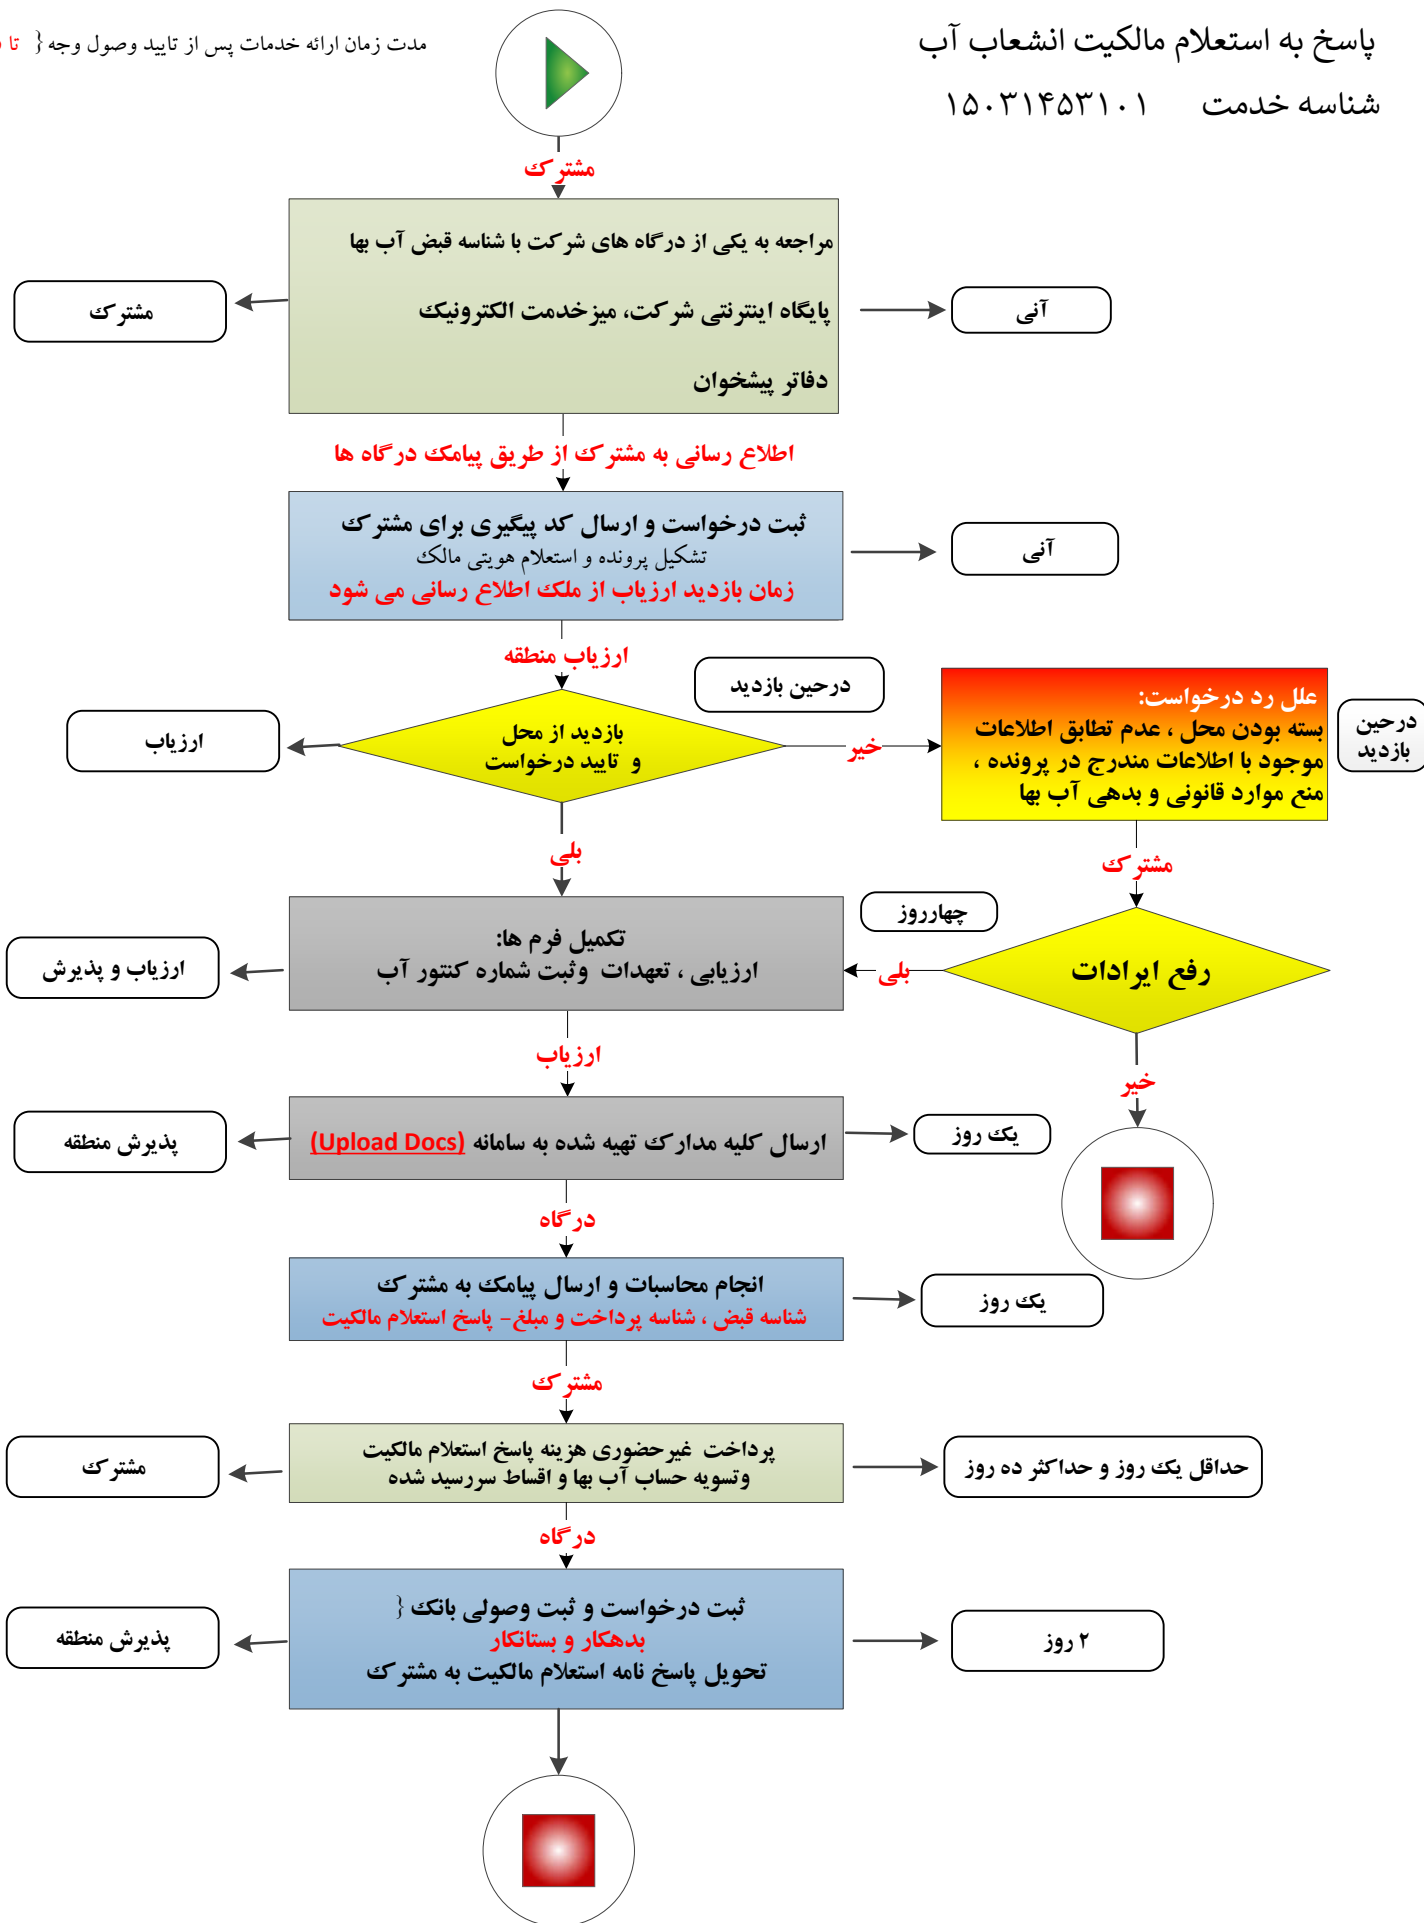 پاسخ به استعلام مالکیت انشعاب آب
شناسه خدمت ۱۵۰۳۱۴۵۳۱۰۱
مدت زمان ارائه خدمات پس از تایید وصول وجه { تا
مشترک
مراجعه به یکی از درگاه های شرکت با شناسه قبض آب بها
پایگاه اینترنتی شرکت، میزخدمت الکترونیک
دفاتر پیشخوان
آنی
مشترک
اطلاع رسانی به مشترک از طریق پیامک درگاه ها
ثبت درخواست و ارسال کد پیگیری برای مشترک
تشکیل پرونده و استعلام هویتی مالک
زمان بازدید ارزیاب از ملک اطلاع رسانی می شود
آنی
ارزیاب منطقه
درحین بازدید
بازدید از محل
و تایید درخواست
ارزیاب
خیر
علل رد درخواست:
بسته بودن محل ، عدم تطابق اطلاعات
موجود با اطلاعات مندرج در پرونده ،
منع موارد قانونی و بدهی آب بها
درحین
بازدید
بلی
مشترک
چهارروز
رفع ایرادات
بلی
خیر
تکمیل فرم ها:
ارزیابی ، تعهدات وثبت شماره کنتور آب
ارزیاب و پذیرش
ارزیاب
ارسال کلیه مدارک تهیه شده به سامانه (Upload Docs)
یک روز
پذیرش منطقه
درگاه
انجام محاسبات و ارسال پیامک به مشترک
شناسه قبض ، شناسه پرداخت و مبلغ- پاسخ استعلام مالکیت
یک روز
مشترک
پرداخت غیرحضوری هزینه پاسخ استعلام مالکیت
وتسویه حساب آب بها و اقساط سررسید شده
حداقل یک روز و حداکثر ده روز
مشترک
درگاه
ثبت درخواست و ثبت وصولی بانک {
بدهکار و بستانکار
تحویل پاسخ نامه استعلام مالکیت به مشترک
۲ روز
پذیرش منطقه